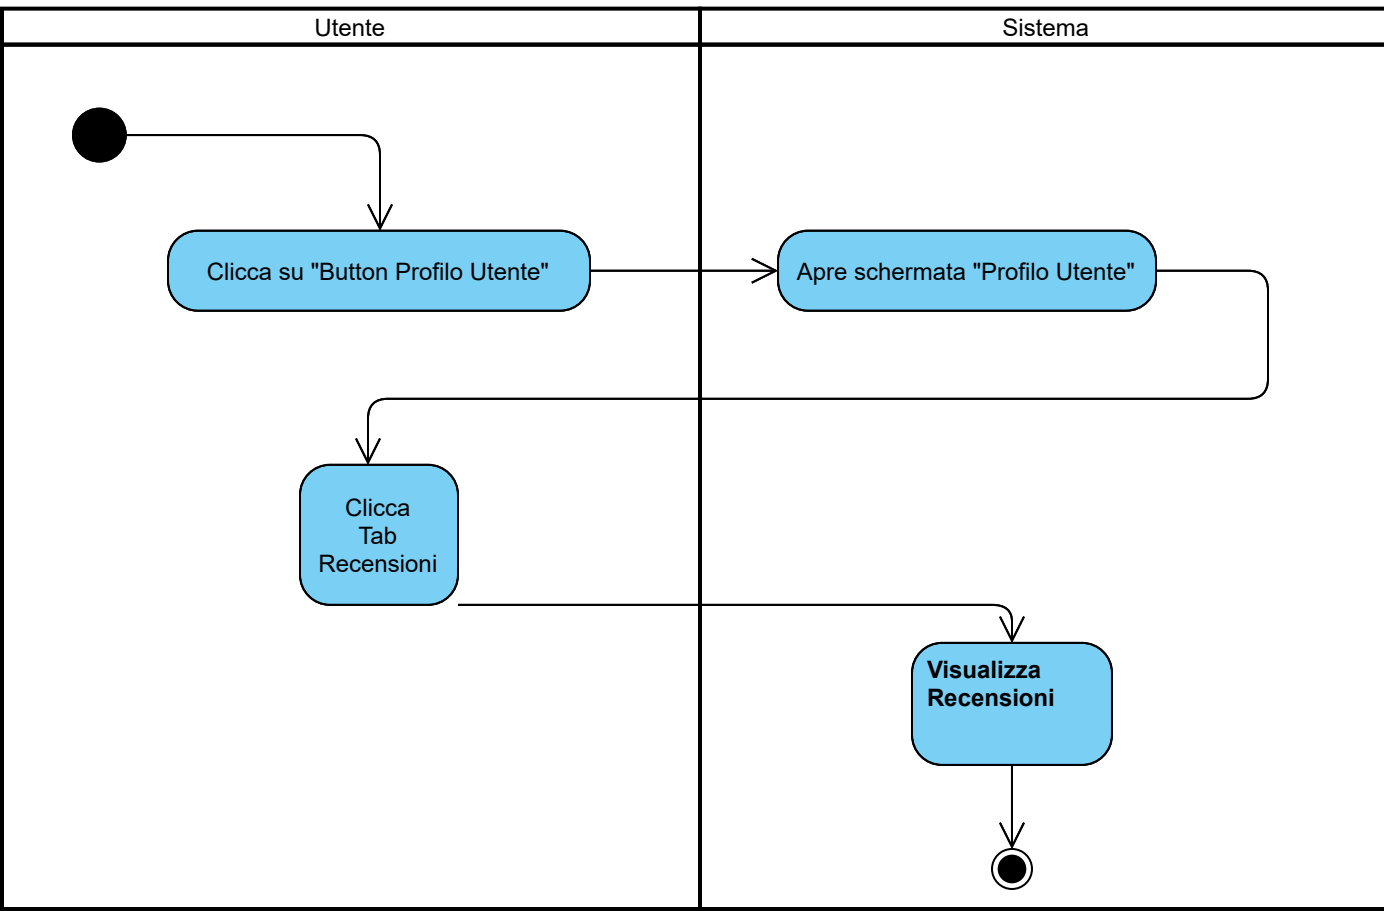 Utente
Sistema
Clicca su "Button Profilo Utente"
Apre schermata "Profilo Utente"
Clicca
Tab
Recensioni
Visualizza
Recensioni